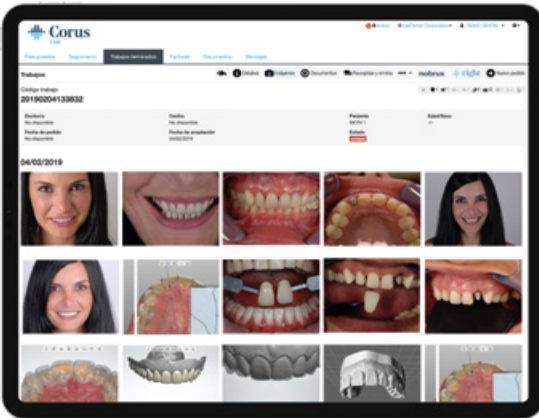 Corus
Presupuestos Seguimiento Trabajos terminados Facturas Documentos Mensajes
Trabajos
Detalles Imágenes Documentos Recogidas y envíos nobrux right Nuevo pedido
Código trabajo
20190204133832
Doctor/a Centro Paciente Edad/Sexo
No disponible No disponible
Fecha de pedido Fecha de aceptación Estado
No disponible 04/02/2019
04/02/2019